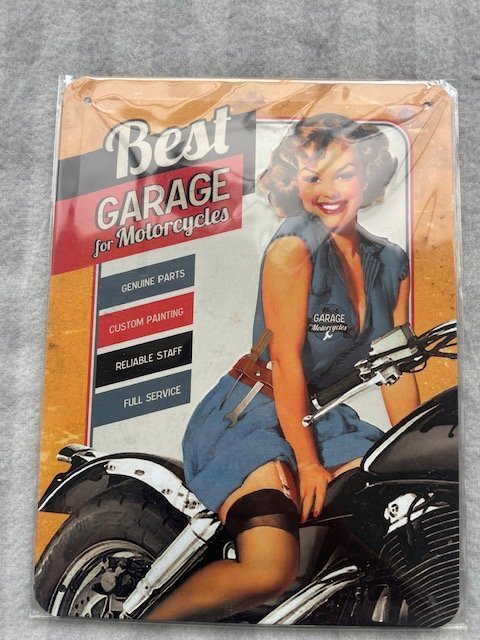 Best
GARAGE
for Motorcycles
GENUINE PARTS
CUSTOM PAINTING
RELIABLE STAFF
FULL SERVICE
GARAGE
Motorcycles